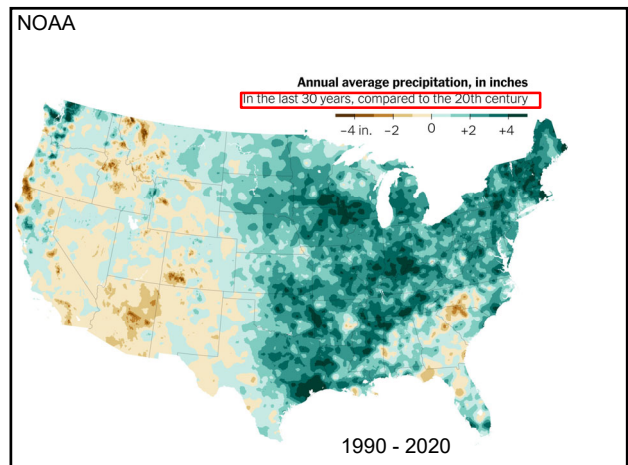 NOAA
Annual average precipitation, in inches
In the last 30 years, compared to the 20th century
−4 in. −2 0 +2 +4
1990 - 2020